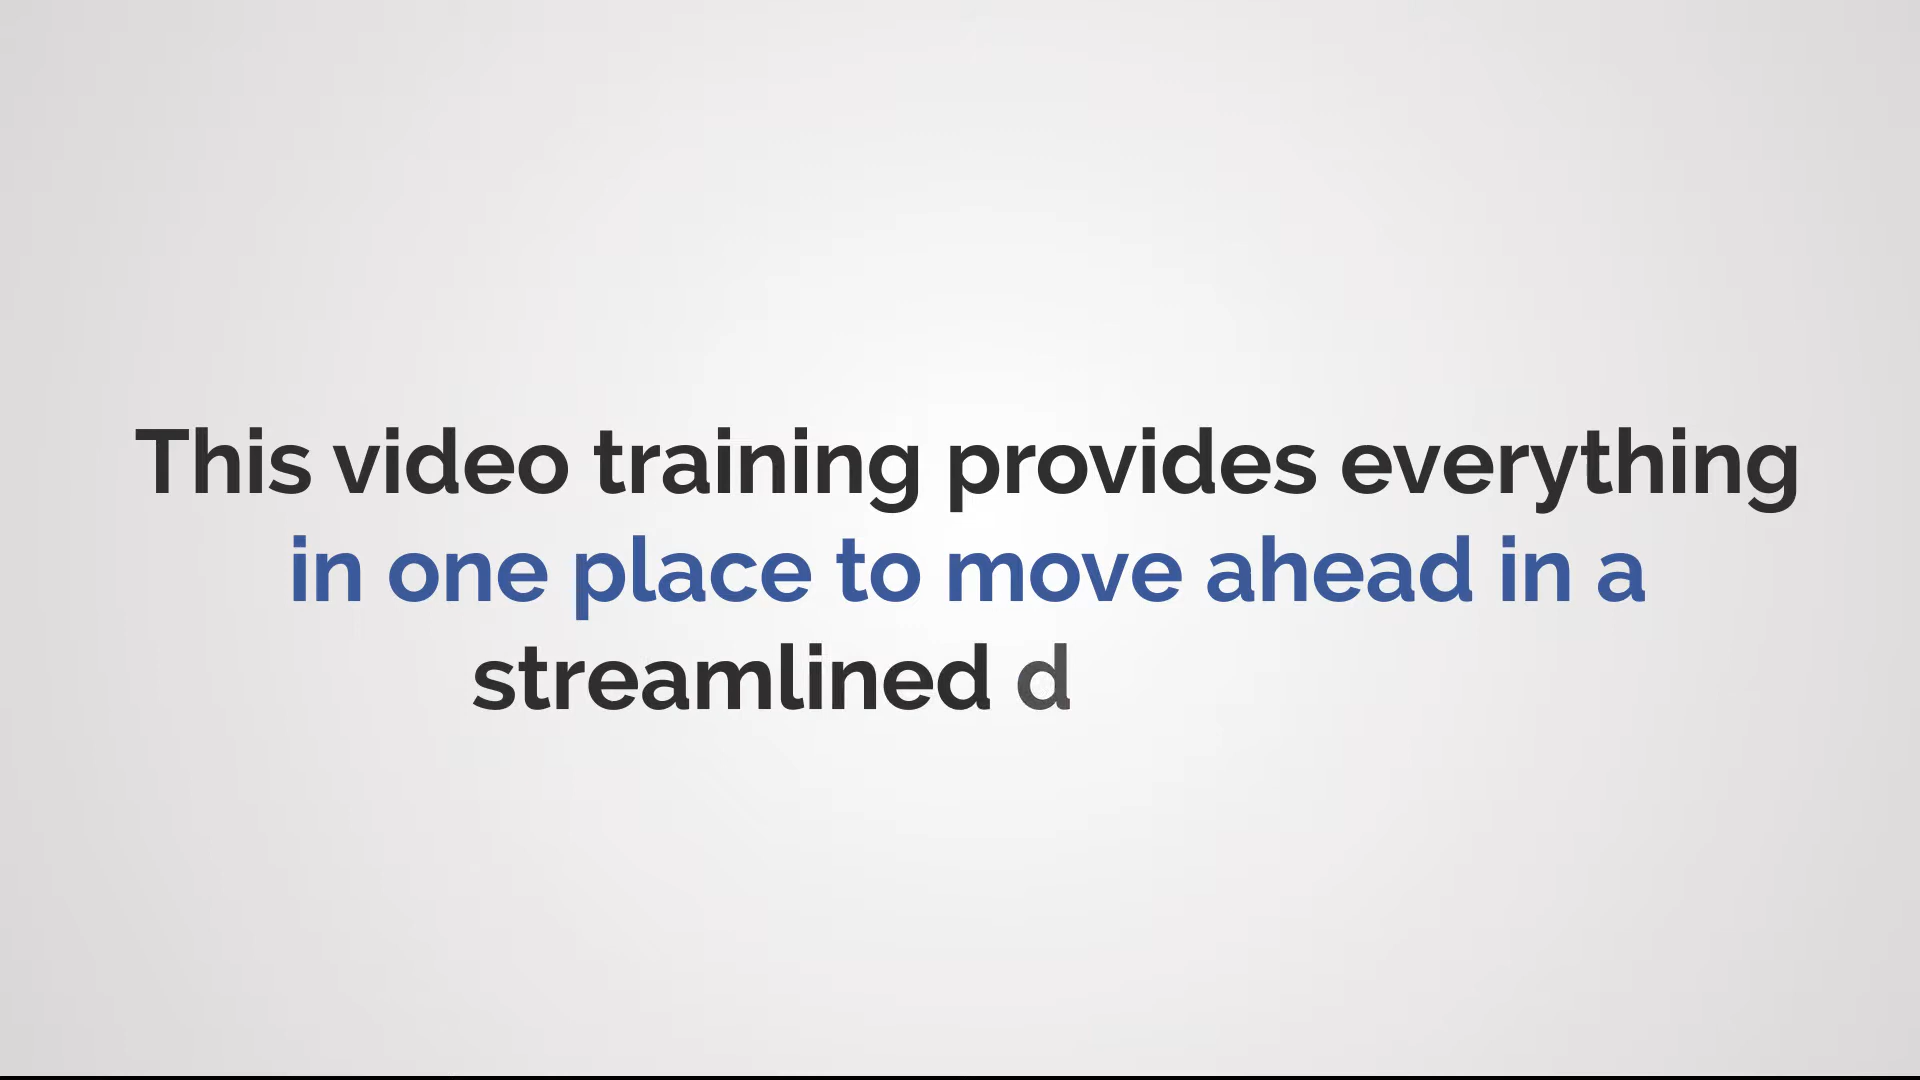 This video training provides everything
in one place to move ahead in a
streamlined d